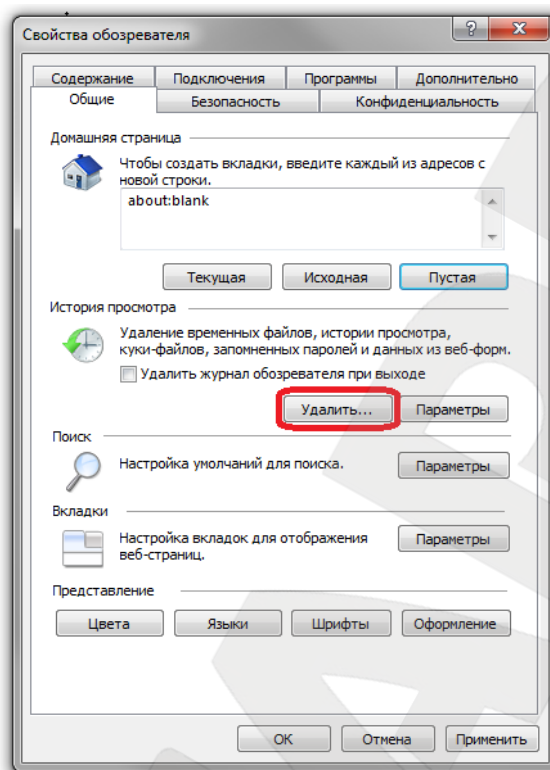 Свойства обозревателя
Содержание Подключения Программы Дополнительно
Общие Безопасность Конфиденциальность
Домашняя страница
Чтобы создать вкладки, введите каждый из адресов с
новой строки.
about:blank
Текущая Исходная Пустая
История просмотра
Удаление временных файлов, истории просмотра,
куки-файлов, запомненных паролей и данных из веб-форм.
Удалить журнал обозревателя при выходе
Удалить... Параметры
Поиск
Настройка умолчаний для поиска.
Параметры
Вкладки
Настройка вкладок для отображения
веб-страниц.
Параметры
Представление
Цвета Языки Шрифты Оформление
ОК Отмена Применить